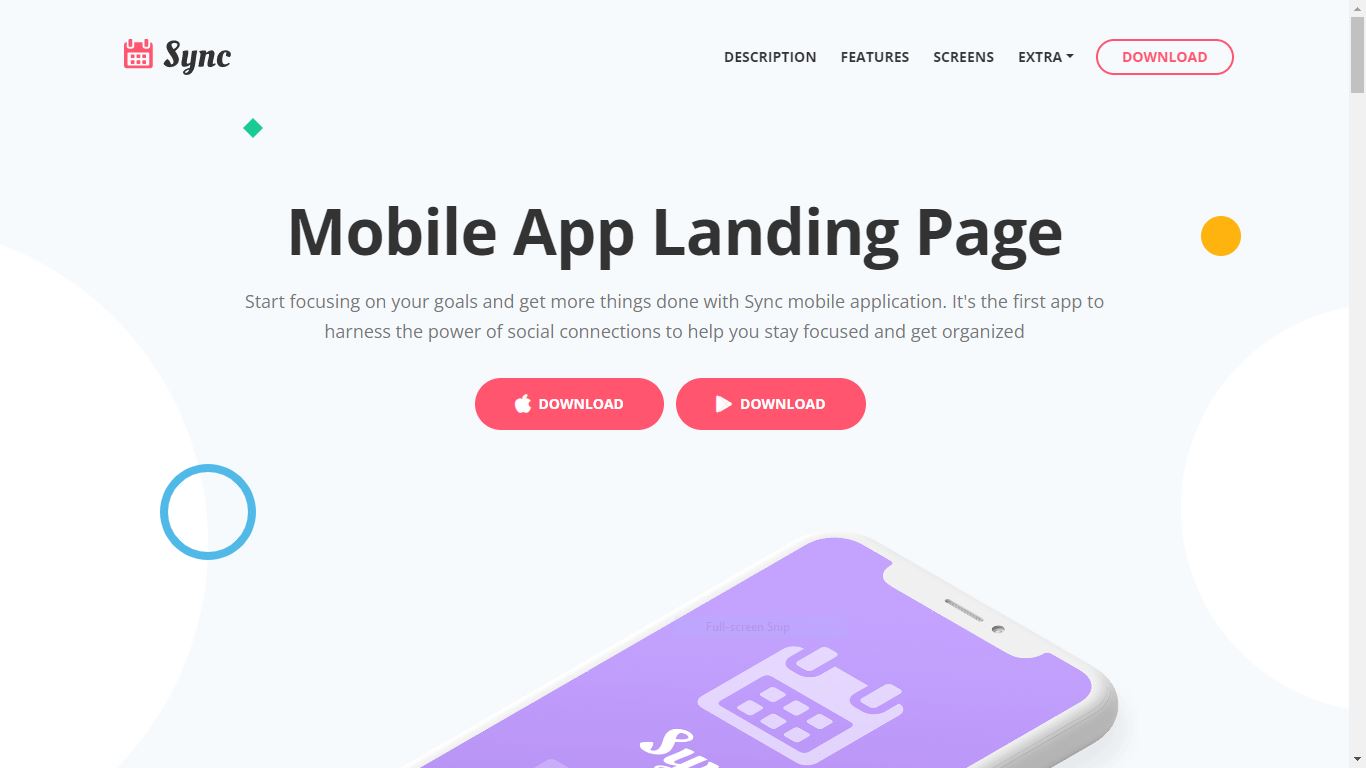 Sync
DESCRIPTION FEATURES SCREENS EXTRA DOWNLOAD
Mobile App Landing Page
Start focusing on your goals and get more things done with Sync mobile application. It's the first app to
harness the power of social connections to help you stay focused and get organized
DOWNLOAD DOWNLOAD
Full-screen Snip